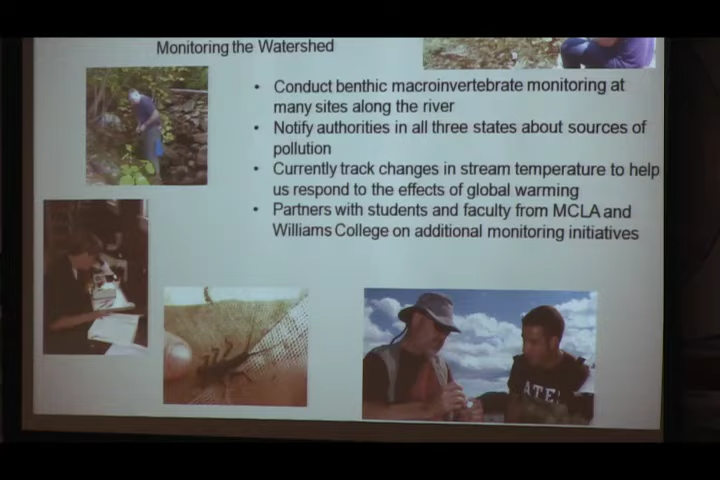 Monitoring the Watershed
• Conduct benthic macroinvertebrate monitoring at
many sites along the river
• Notify authorities in all three states about sources of
pollution
• Currently track changes in stream temperature to help
us respond to the effects of global warming
• Partners with students and faculty from MCLA and
Williams College on additional monitoring initiatives
ATE